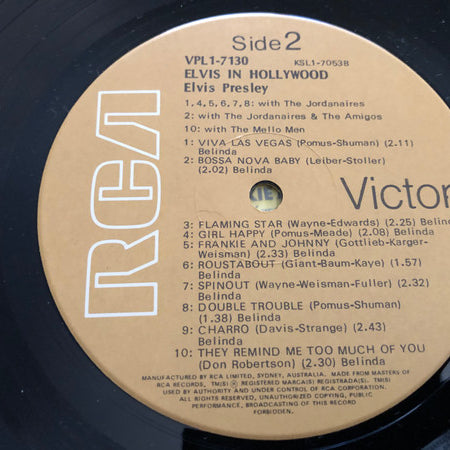 Side 2
VPL1-7130 KSL1-7053B
ELVIS IN HOLLYWOOD
Elvis Presley
1,4,5,6,7,8: with The Jordanaires
2: with the Jordanaires & The Amigos
10: with the Mello Men
1: VIVA LAS VEGAS (Pomus-Shuman) (2.11)
Belinda
2: BOSSA NOVA BABY (Leiber-Stoller)
(2.02) Belinda
RCA
Victor
3: FLAMING STAR (Wayne-Edwards) (2.25) Belin
4: GIRL HAPPY (Pomus-Meade) (2.08) Belinda
5: FRANKIE AND JOHNNY (Gottlieb-Karger-
Weisman) (2.33) Belinda
6: ROUSTABOUT (Giant-Baum-Kaye) (1.57)
Belinda
7: SPINOUT (Wayne-Weisman-Fuller) (2.32)
Belinda
8: DOUBLE TROUBLE (Pomus-Shuman)
(1.38) Belinda
9: CHARRO (Davis-Strange) (2.43)
Belinda
10: THEY REMIND ME TOO MUCH OF YOU
(Don Robertson) (2.30) Belinda
MANUFACTURED BY RCA LIMITED, SYDNEY, AUSTRALIA. MADE FROM MASTERS OF
RCA RECORDS, TM(S) ® REGISTERED MARCA(S) REGISTRADA(S). TM(S)
USED BY AUTHORITY AND UNDER CONTROL OF RCA CORPORATION.
ALL RIGHTS RESERVED, UNAUTHORIZED COPYING, PUBLIC
PERFORMANCE, BROADCASTING OF THIS RECORD
FORBIDDEN.